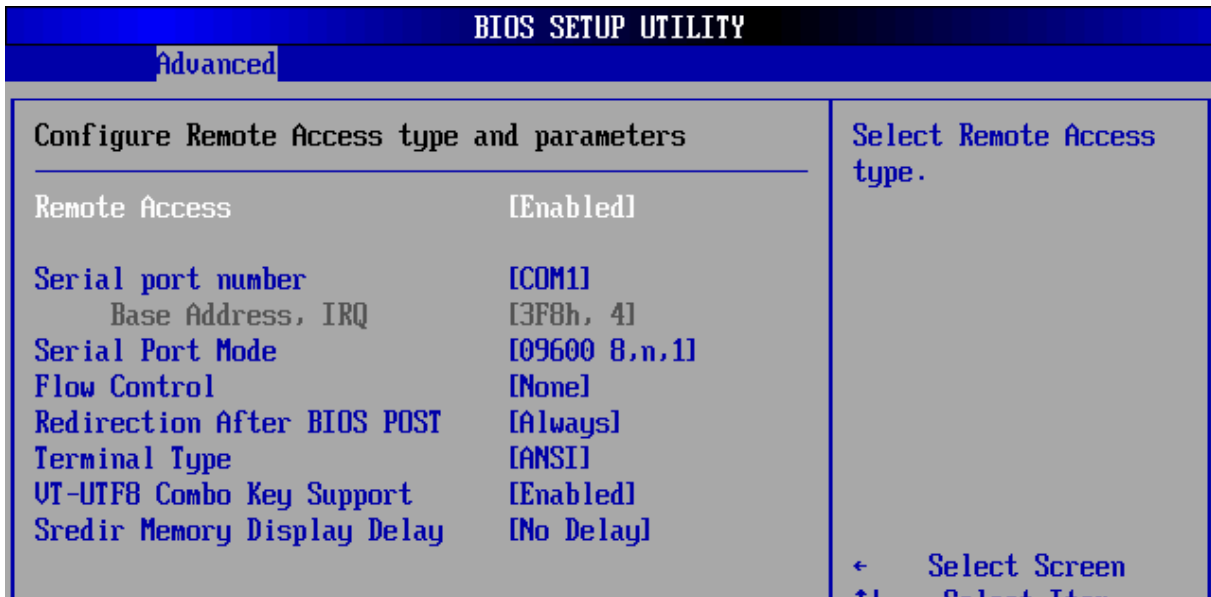 BIOS SETUP UTILITY
Advanced
Configure Remote Access type and parameters
Remote Access [Enabled]
Serial port number [COM1]
Base Address, IRQ [3F8h, 4]
Serial Port Mode [09600 8,n,1]
Flow Control [None]
Redirection After BIOS POST [Always]
Terminal Type [ANSI]
VT-UTF8 Combo Key Support [Enabled]
Sredir Memory Display Delay [No Delay]
Select Remote Access
type.
← Select Screen
↑↓ Select Item